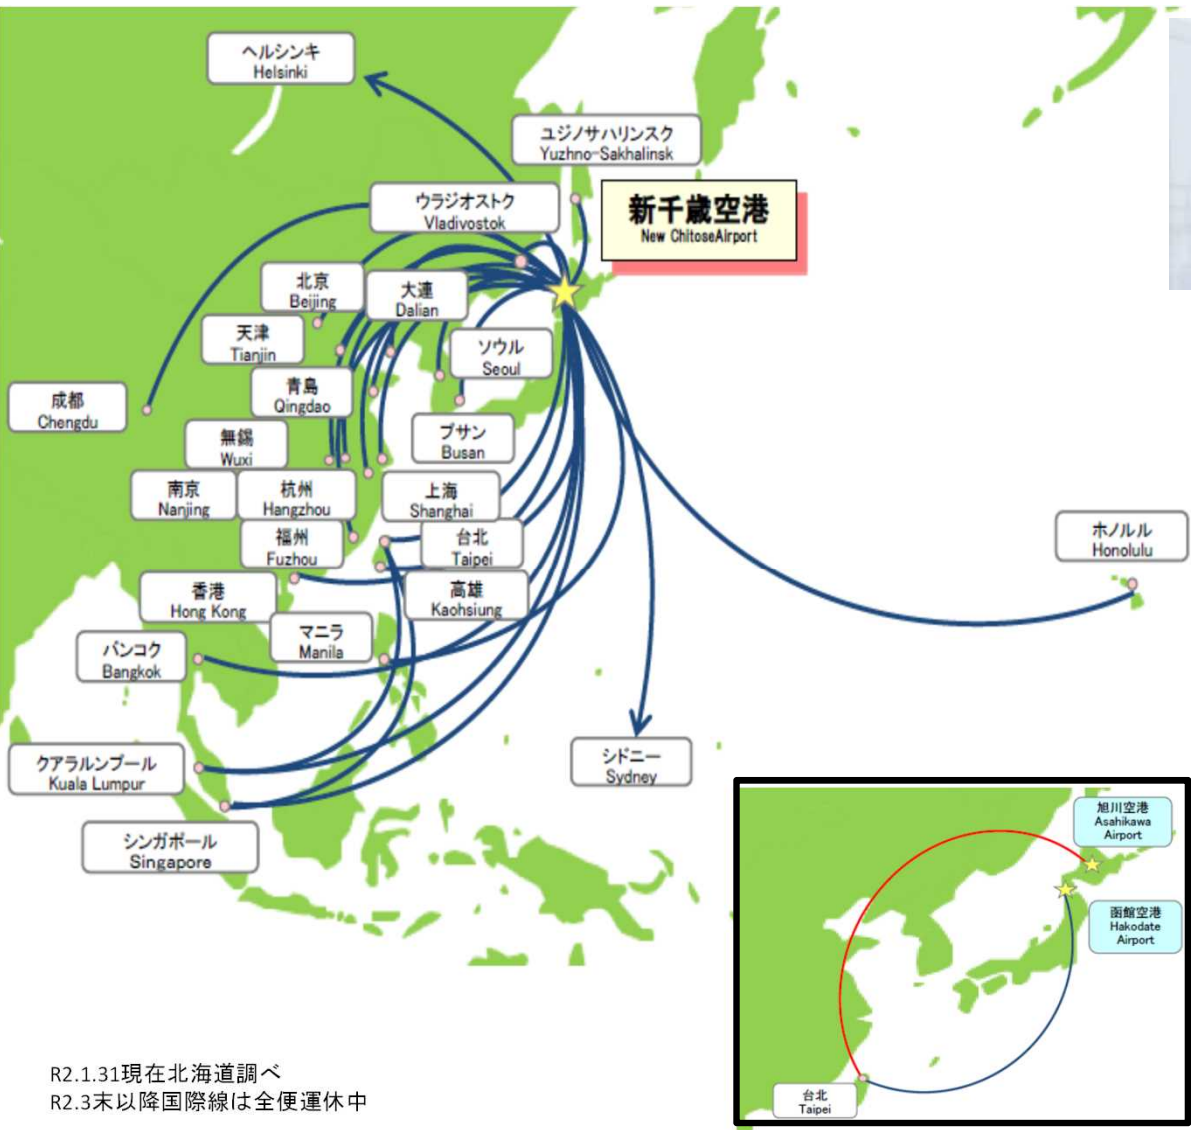 ヘルシンキ
Helsinki
ユジノサハリンスク
Yuzhno-Sakhalinsk
ウラジオストク
Vladivostok
新千歳空港
New ChitoseAirport
北京
Beijing
大連
Dalian
天津
Tianjin
ソウル
Seoul
青島
Qingdao
成都
Chengdu
プサン
Busan
無錫
Wuxi
南京
Nanjing
杭州
Hangzhou
上海
Shanghai
福州
Fuzhou
台北
Taipei
ホノルル
Honolulu
香港
Hong Kong
高雄
Kaohsiung
マニラ
Manila
バンコク
Bangkok
クアラルンプール
Kuala Lumpur
シドニー
Sydney
シンガポール
Singapore
旭川空港
Asahikawa
Airport
函館空港
Hakodate
Airport
台北
Taipei
R2.1.31現在北海道調べ
R2.3末以降国際線は全便運休中